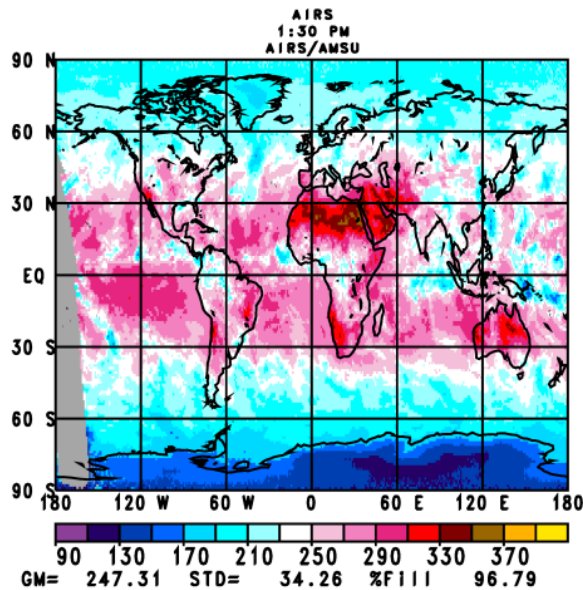 AIRS
1:30 PM
AIRS/AMSU
90 N
60 N
30 N
EQ
30 S
60 S
90 S
180 120 W 60 W 0 60 E 120 E 180
90 130 170 210 250 290 330 370
GM= 247.31 STD= 34.26 %Fill 96.79